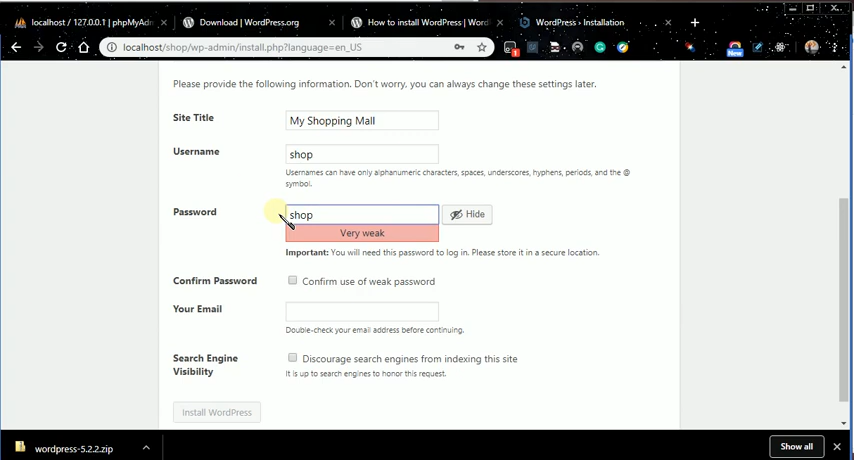 localhost / 127.0.0.1 | phpMyAdm
Download | WordPress.org
How to install WordPress | Word
WordPress › Installation
localhost/shop/wp-admin/install.php?language=en_US
1
New
Please provide the following information. Don't worry, you can always change these settings later.
Site Title
My Shopping Mall
Username
shop
Usernames can have only alphanumeric characters, spaces, underscores, hyphens, periods, and the @
symbol.
Password
shop
Hide
Very weak
Important: You will need this password to log in. Please store it in a secure location.
Confirm Password
Confirm use of weak password
Your Email
Double-check your email address before continuing.
Search Engine
Visibility
Discourage search engines from indexing this site
It is up to search engines to honor this request.
Install WordPress
wordpress-5.2.2.zip
Show all